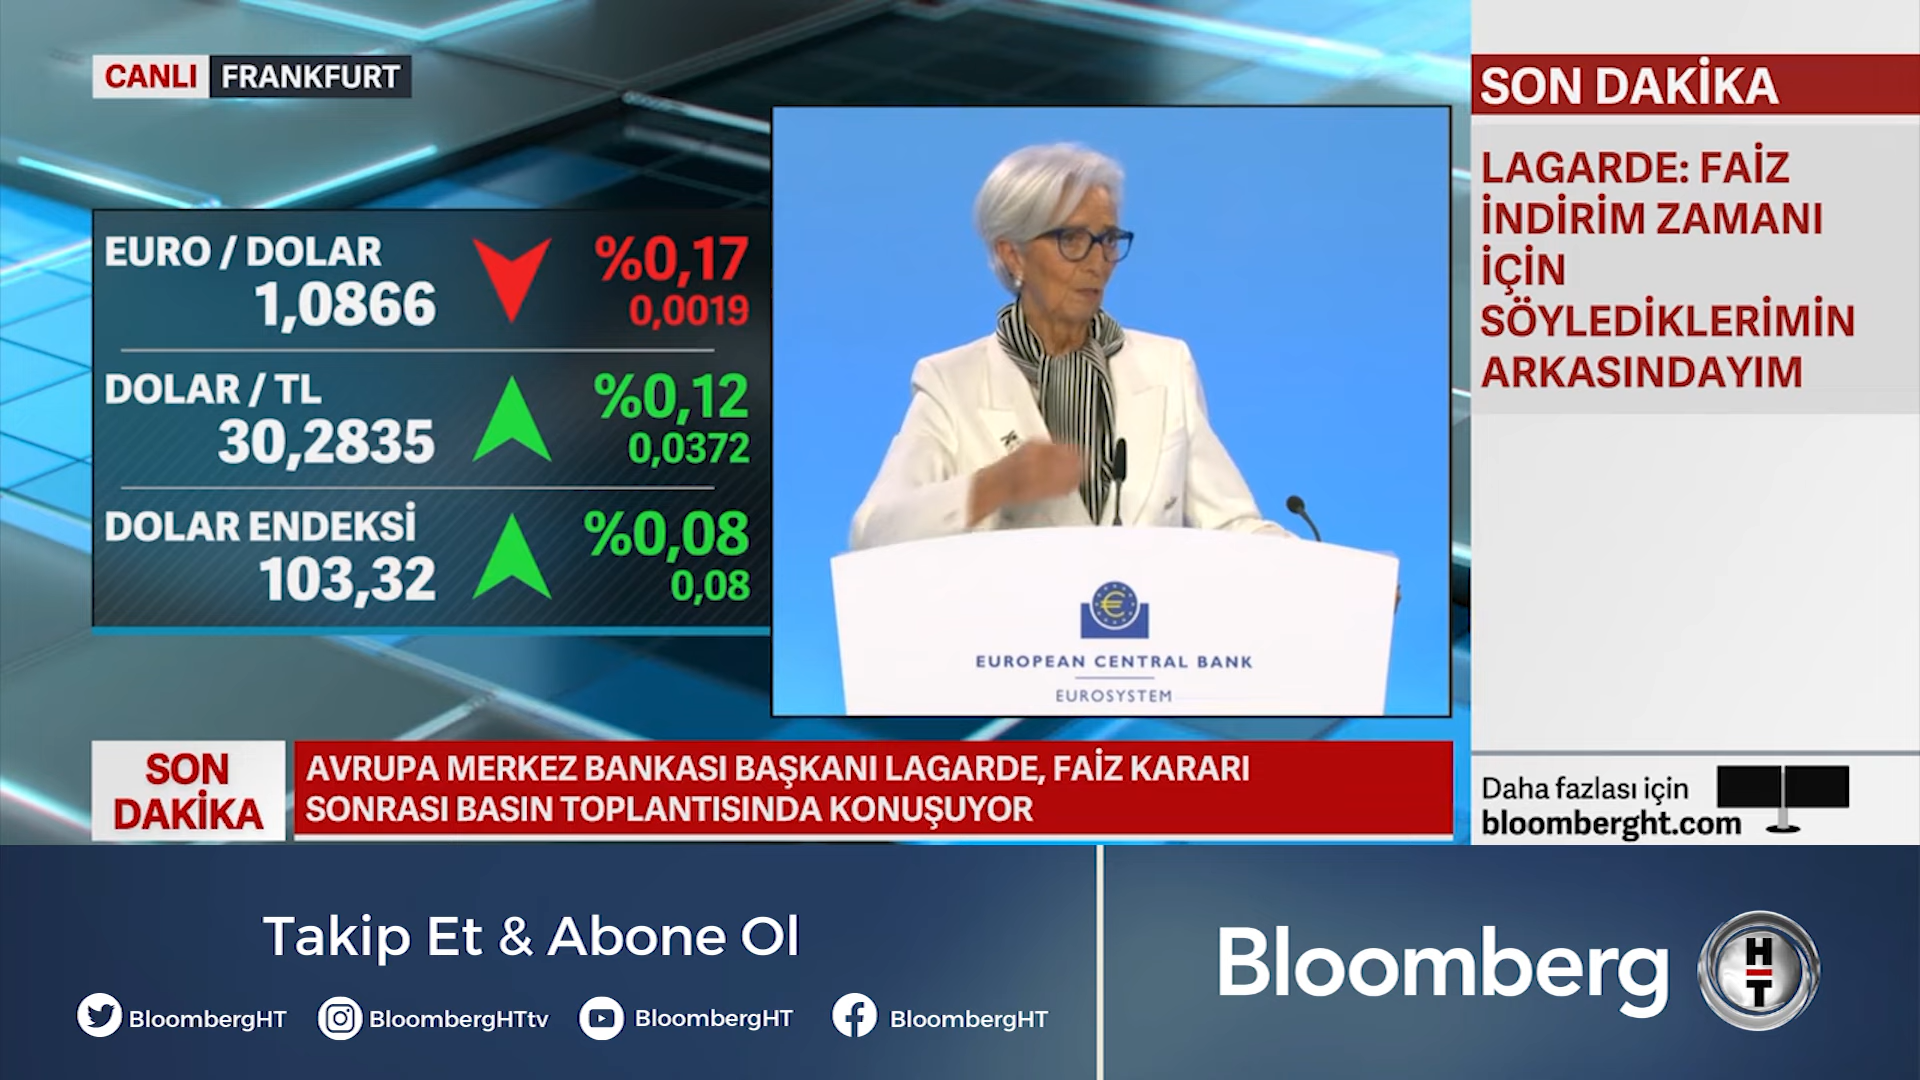 CANLI FRANKFURT
EURO / DOLAR
%0,17
1,0866
0,0019
DOLAR / TL
%0,12
30,2835
0,0372
DOLAR ENDEKSİ
%0,08
103,32
0,08
EUROPEAN CENTRAL BANK
EUROSYSTEM
SON DAKİKA
LAGARDE: FAİZ
İNDİRİM ZAMANI
İÇİN
SÖYLEDİKLERİMİN
ARKASINDAYIM
SON
DAKİKA
AVRUPA MERKEZ BANKASI BAŞKANI LAGARDE, FAİZ KARARI
SONRASI BASIN TOPLANTISINDA KONUŞUYOR
Daha fazlası için
bloomberght.com
Takip Et & Abone Ol
BloombergHT BloombergHTtv BloombergHT BloombergHT
Bloomberg HT